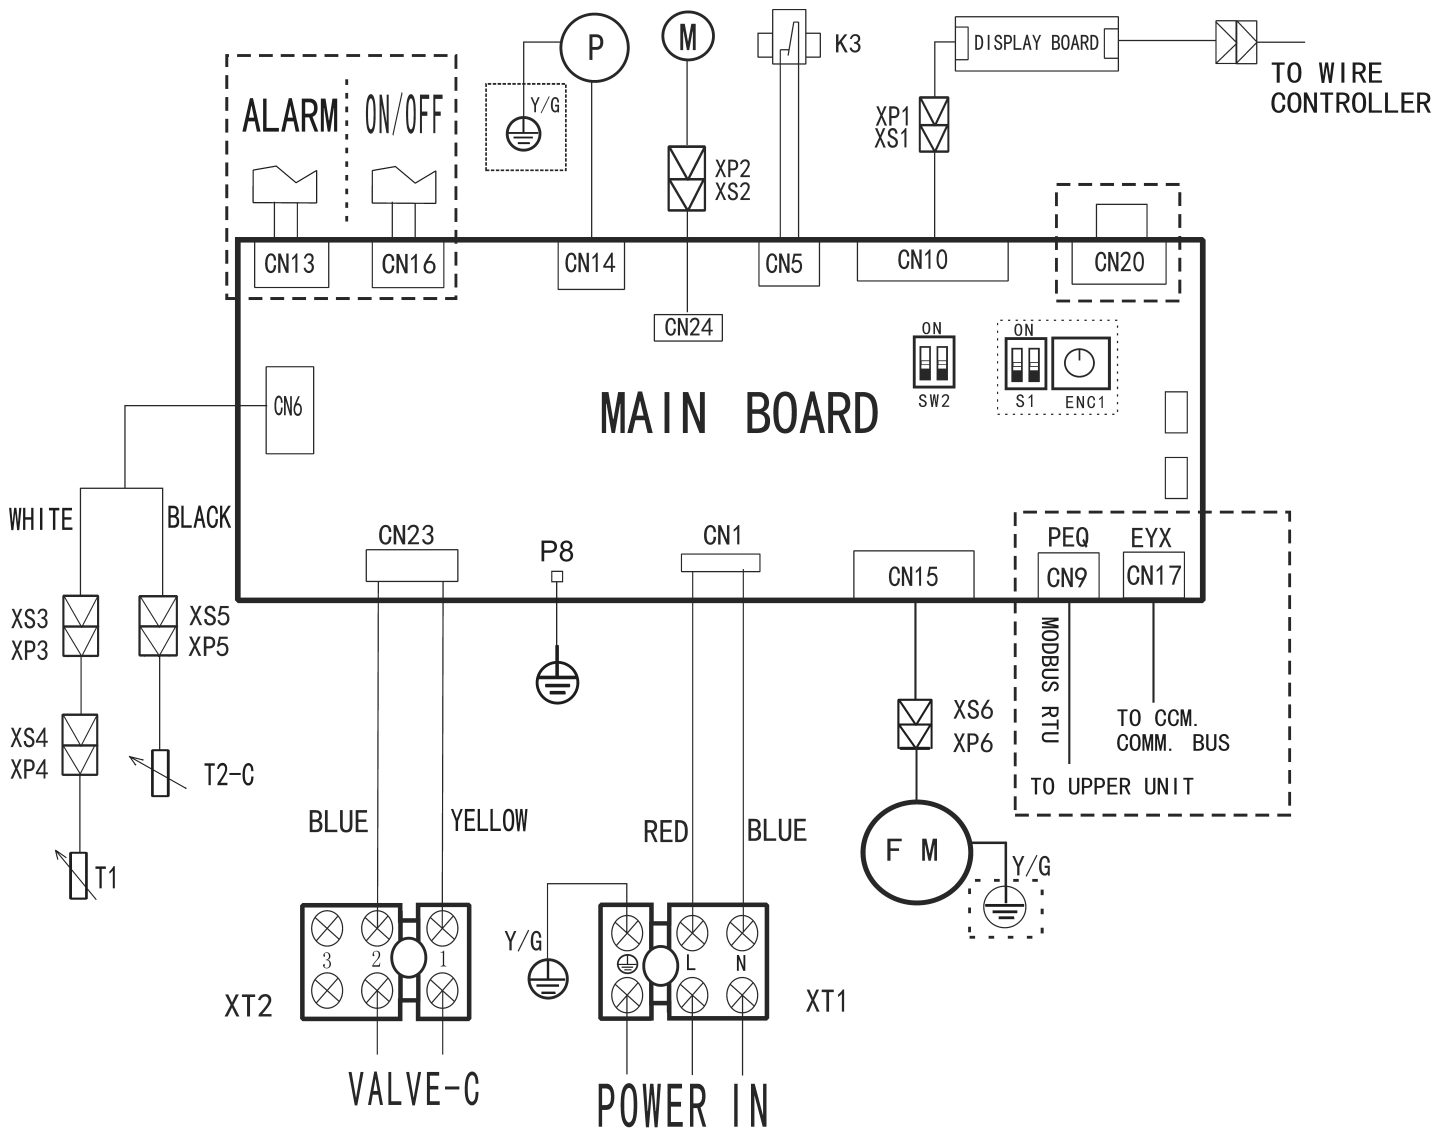 P
M
K3
DISPLAY BOARD
TO WIRE
CONTROLLER
ALARM
ON/OFF
Y/G
XP1
XS1
XP2
XS2
CN13
CN16
CN14
CN5
CN10
CN20
CN24
ON
SW2
ON
S1
ENC1
CN6
MAIN BOARD
WHITE
BLACK
CN23
P8
CN1
CN15
PEQ
CN9
EYX
CN17
XS3
XP3
XS5
XP5
MODBUS RTU
XS4
XP4
T2-C
XS6
XP6
TO CCM.
COMM. BUS
TO UPPER UNIT
BLUE
YELLOW
RED
BLUE
F M
Y/G
T1
Y/G
3
2
1
L
N
XT2
XT1
VALVE-C
POWER IN